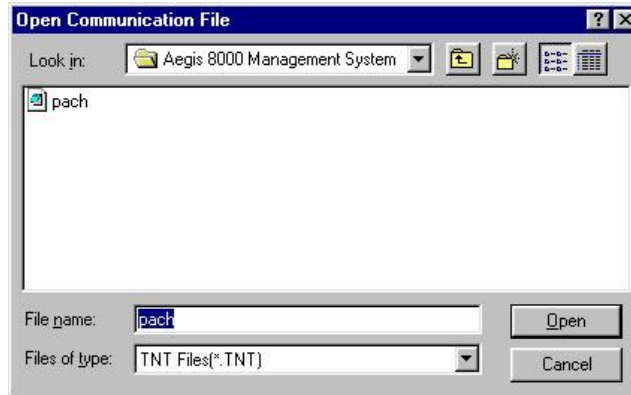 Open Communication File
Look in: Aegis 8000 Management System
pach
File name: pach Open
Files of type: TNT Files(*.TNT) Cancel